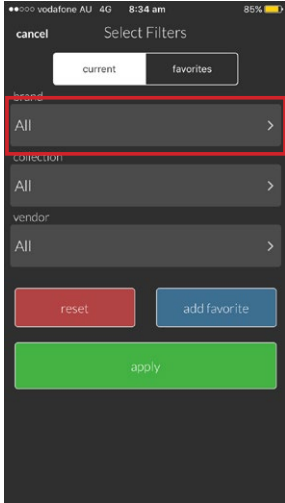 vodafone AU 4G 8:34 am 85%
cancel Select Filters
current favorites
brand
All
collection
All
vendor
All
reset add favorite
apply